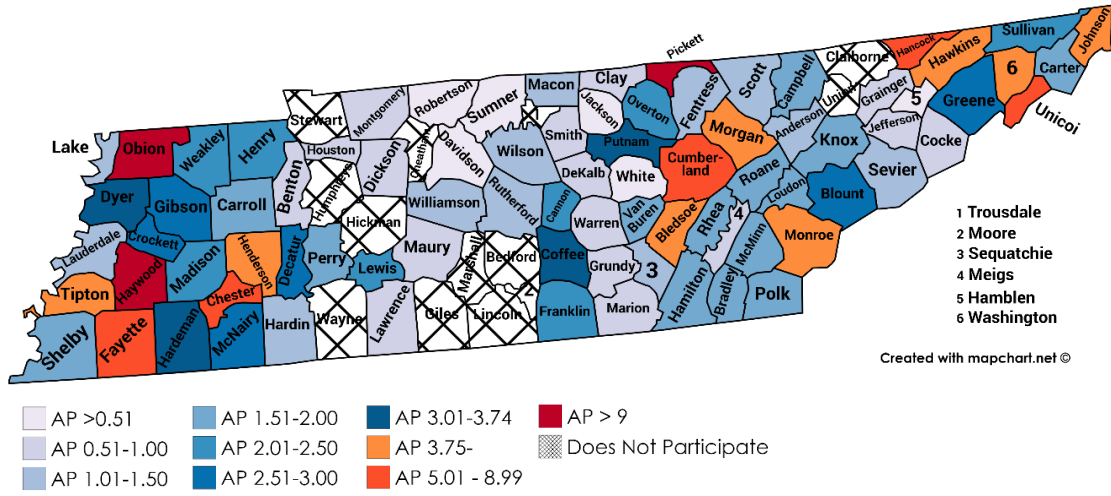 Pickett
Johnson
Sullivan
Hancock
Hawkins
Claiborne
Carter
6
Clay
Scott
Campbell
Union
Grainger
5
Greene
Unicoi
Macon
Robertson
Sumner
Montgomery
Stewart
Jackson
Overton
Fentress
Morgan
Anderson
Knox
Jefferson
Cocke
Lake
Obion
Weakley
Henry
Houston
Dickson
Cheatham
Davidson
Wilson
Smith
Putnam
Cumber-
land
Roane
Loudon
Sevier
Blount
Dyer
Gibson
Carroll
Benton
Humphreys
Hickman
Williamson
Rutherford
Cannon
DeKalb
White
Van
Buren
Bledsoe
Rhea
4
McMinn
Monroe
Lauderdale
Crockett
Madison
Henderson
Decatur
Perry
Lewis
Maury
Marshall
Bedford
Coffee
Warren
Grundy
3
Tipton
Haywood
Chester
Shelby
Fayette
Hardeman
McNairy
Hardin
Wayne
Lawrence
Giles
Lincoln
2
Franklin
Marion
Hamilton
Bradley
Polk
1 Trousdale
2 Moore
3 Sequatchie
4 Meigs
5 Hamblen
6 Washington
Created with mapchart.net ©
AP >0.51
AP 0.51-1.00
AP 1.01-1.50
AP 1.51-2.00
AP 2.01-2.50
AP 2.51-3.00
AP 3.01-3.74
AP 3.75-
AP 5.01 - 8.99
AP > 9
Does Not Participate